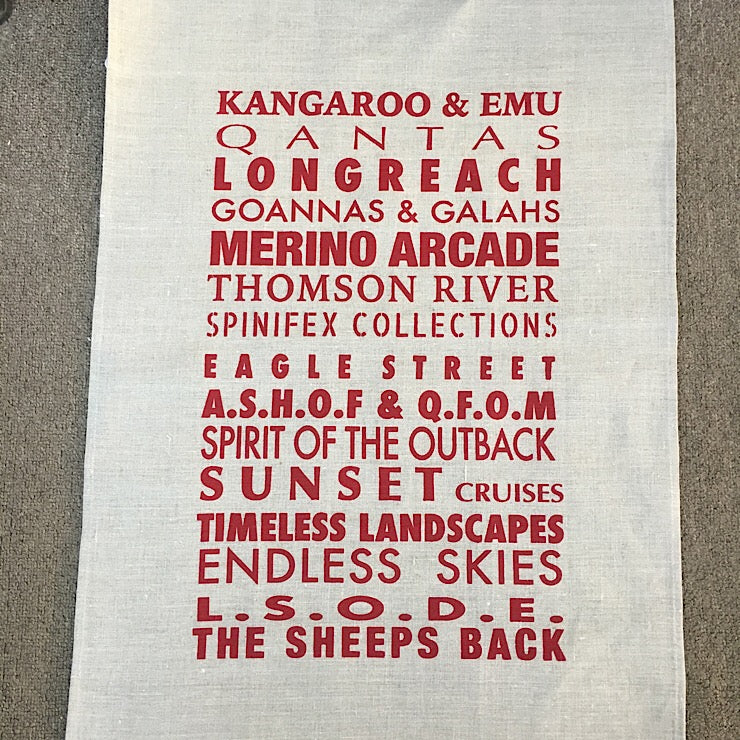 KANGAROO & EMU
QANTAS
LONGREACH
GOANNAS & GALAHS
MERINO ARCADE
THOMSON RIVER
SPINIFEX COLLECTIONS
EAGLE STREET
A.S.H.O.F & Q.F.O.M
SPIRIT OF THE OUTBACK
SUNSET CRUISES
TIMELESS LANDSCAPES
ENDLESS SKIES
L.S.O.D.E.
THE SHEEPS BACK